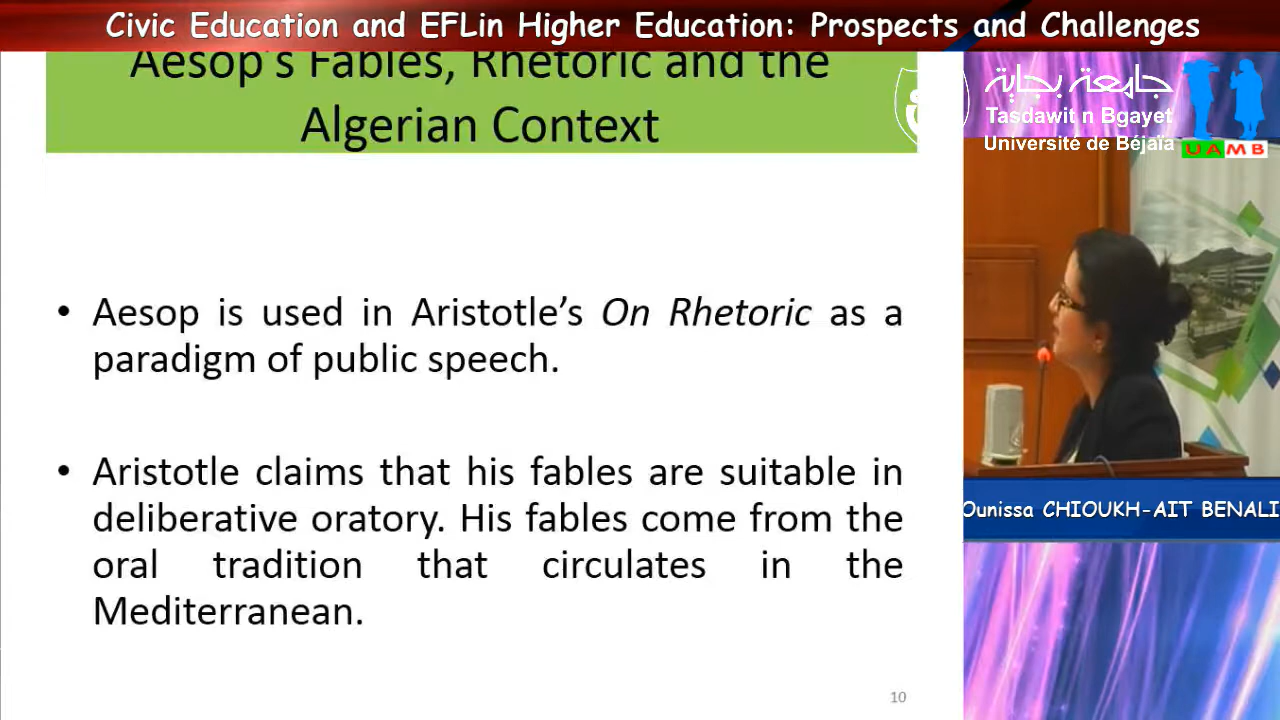 Civic Education and EFLin Higher Education: Prospects and Challenges
Aesop's Fables, Rhetoric and the
Algerian Context
جامعة بجاية
Tasdawit n Bgayet
Université de Béjaïa
UAMB
• Aesop is used in Aristotle’s On Rhetoric as a
paradigm of public speech.
• Aristotle claims that his fables are suitable in
deliberative oratory. His fables come from the
oral tradition that circulates in the
Mediterranean.
Ounissa CHIOUKH-AIT BENALI
10